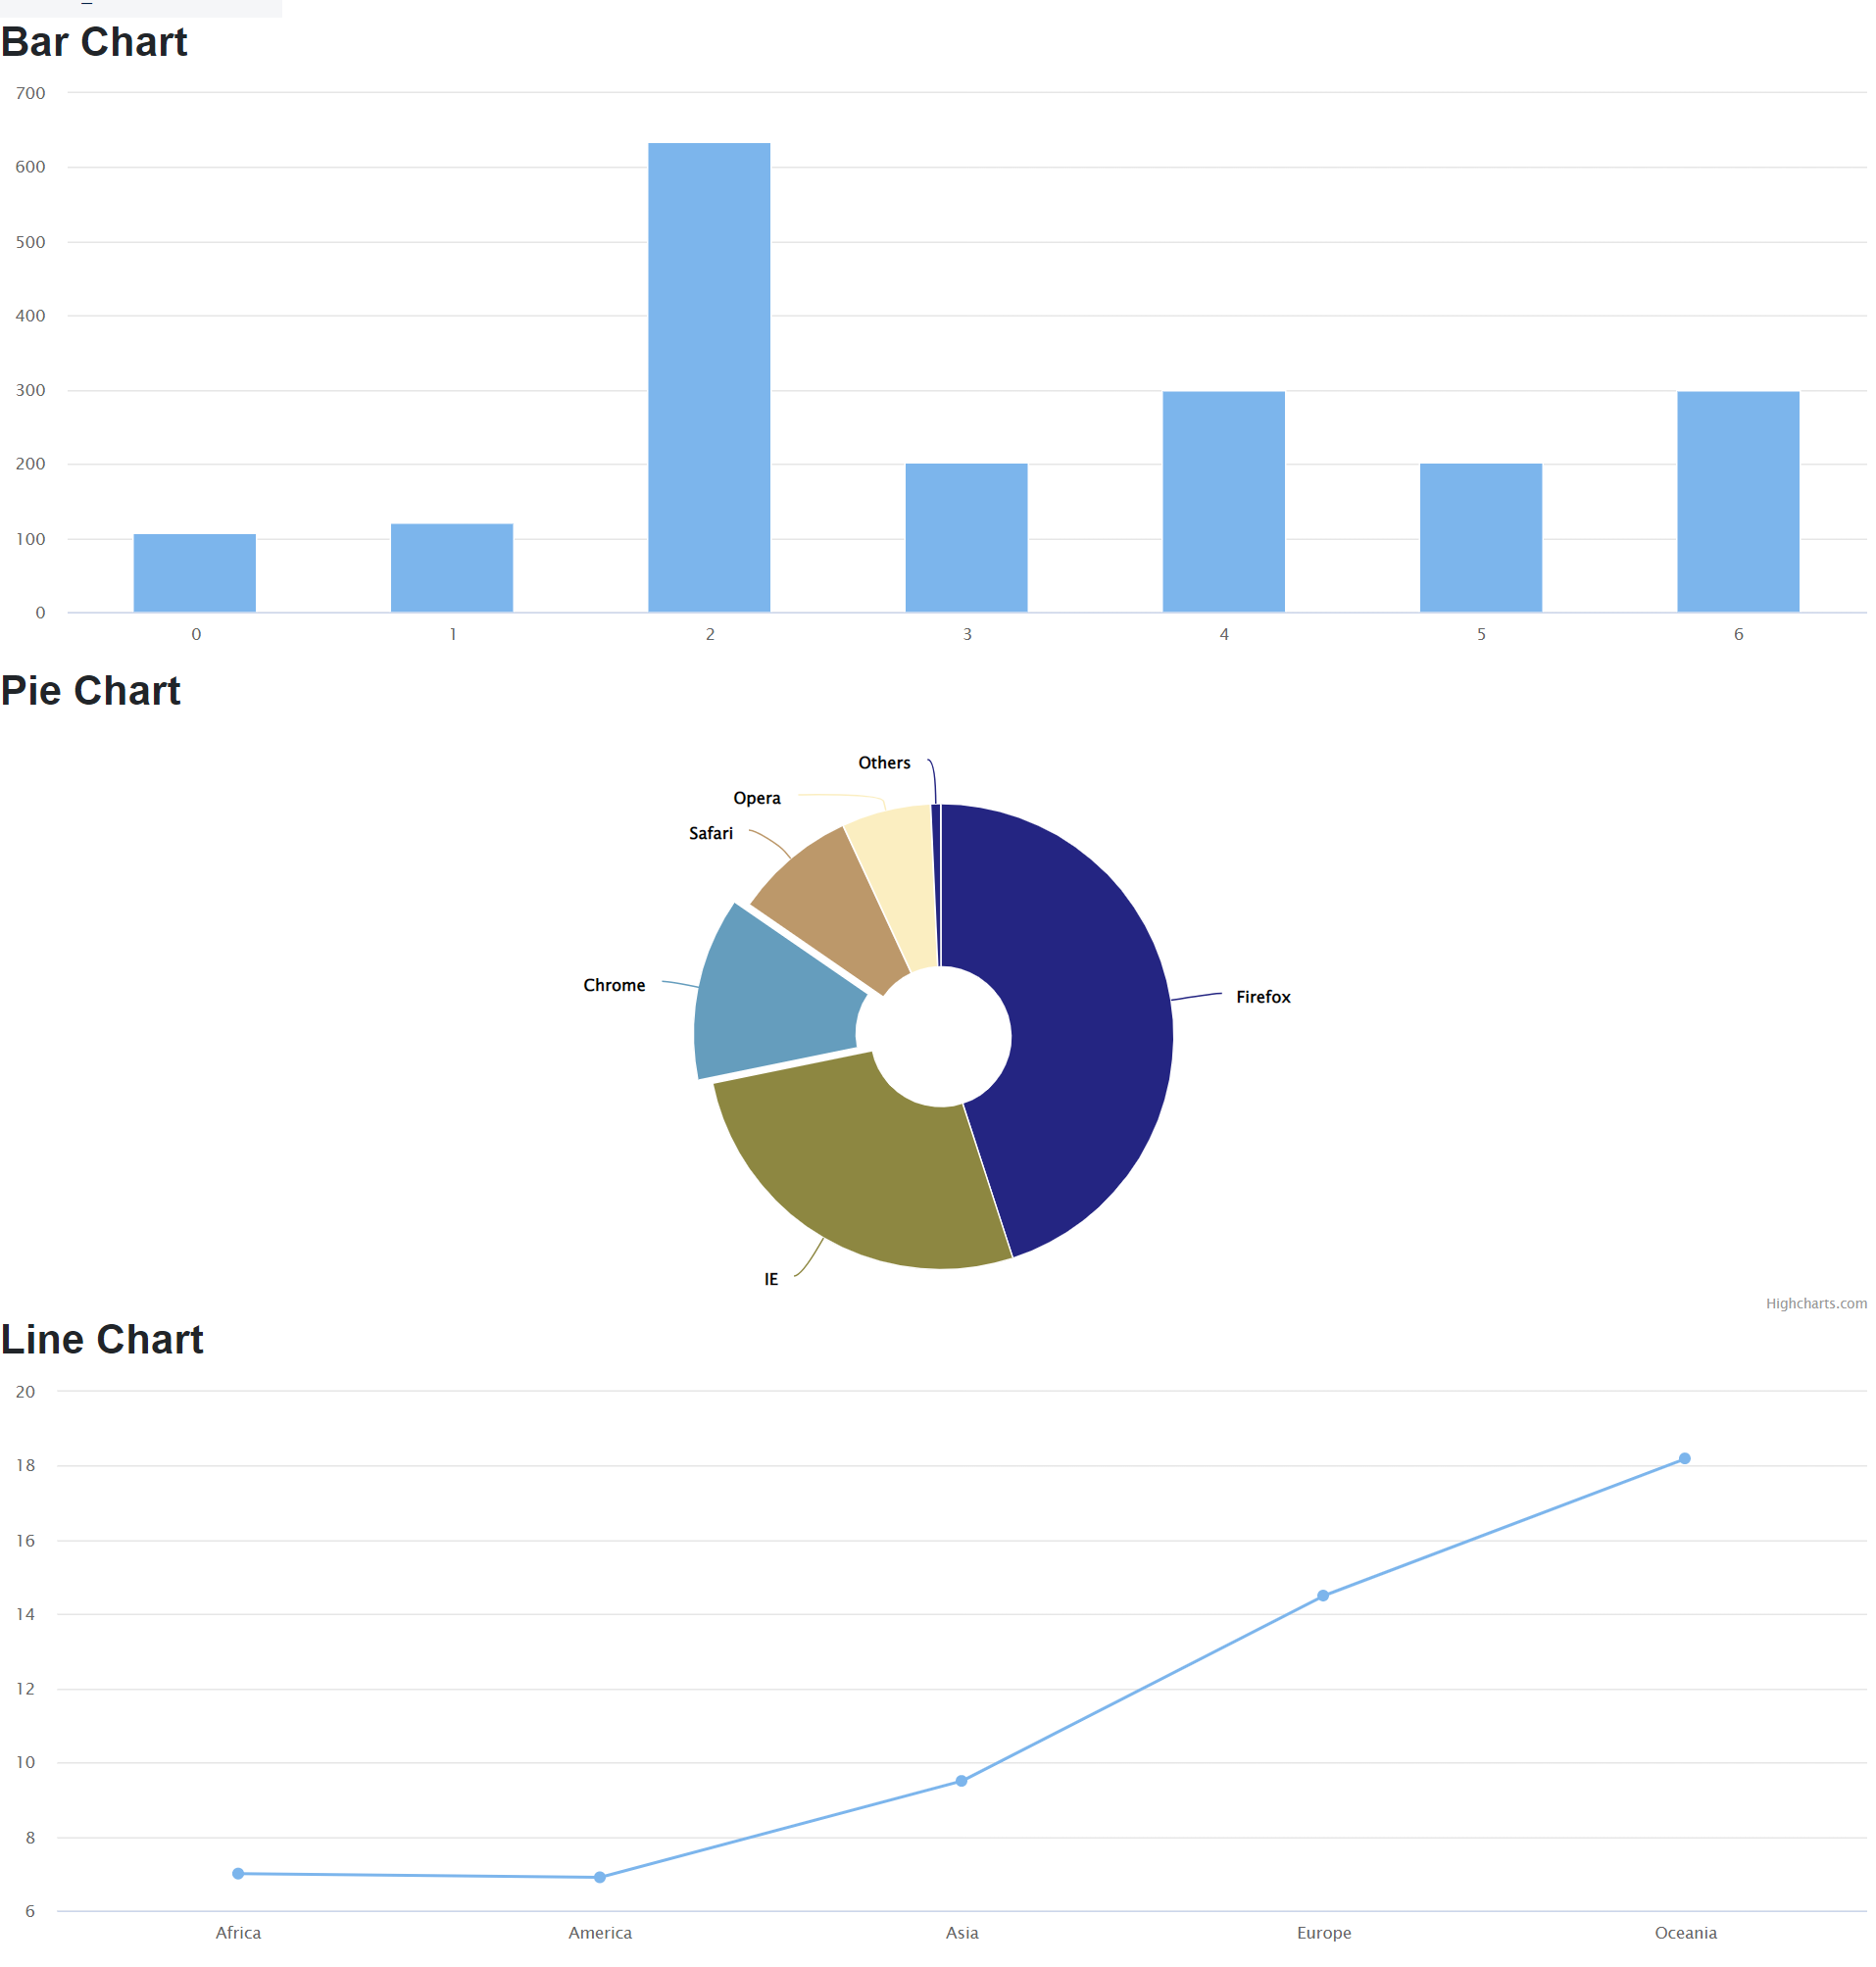 Bar Chart
700
600
500
400
300
200
100
0
0 1 2 3 4 5 6
Pie Chart
Others
Opera
Safari
Chrome
Firefox
IE
Highcharts.com
Line Chart
20
18
16
14
12
10
8
6
Africa America Asia Europe Oceania